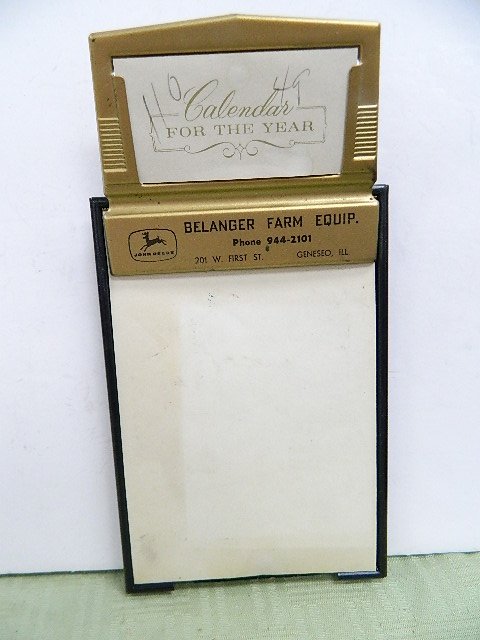 Calendar
FOR THE YEAR
BELANGER FARM EQUIP.
Phone 944-2101
JOHN DEERE
201 W. FIRST ST. GENESEO, ILL